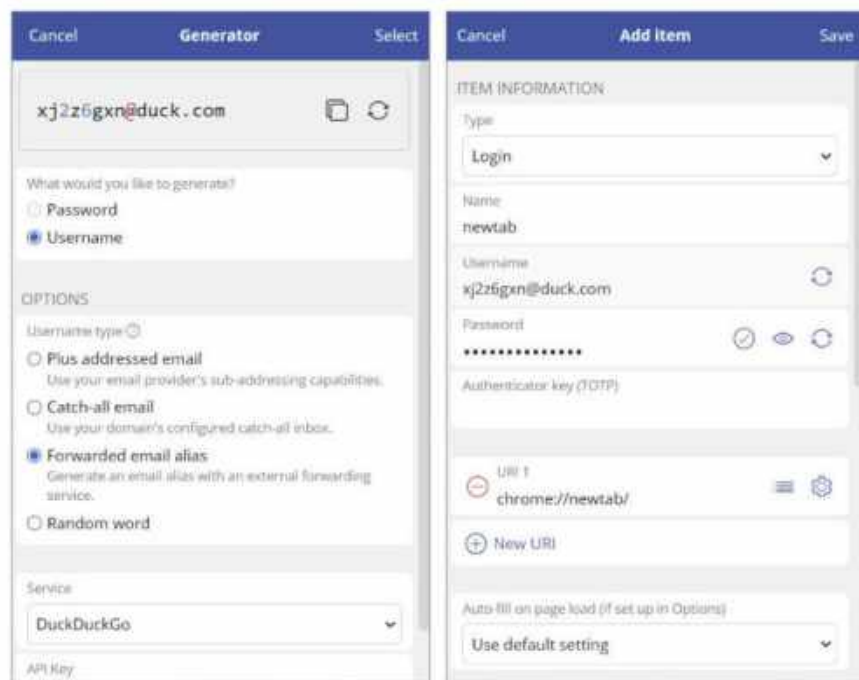 Cancel Generator Select
xj2z6gxn@duck.com
What would you like to generate?
Password
Username
OPTIONS
Username type
Plus addressed email
Use your email provider's sub-addressing capabilities.
Catch-all email
Use your domain's configured catch-all inbox.
Forwarded email alias
Generate an email alias with an external forwarding
service.
Random word
Service
DuckDuckGo
API Key
Cancel Add item Save
ITEM INFORMATION
Type
Login
Name
newtab
Username
xj2z6gxn@duck.com
Password
••••••••••••••
Authenticator key (TOTP)
URI 1
chrome://newtab/
New URI
Auto-fill on page load (if set up in Options)
Use default setting